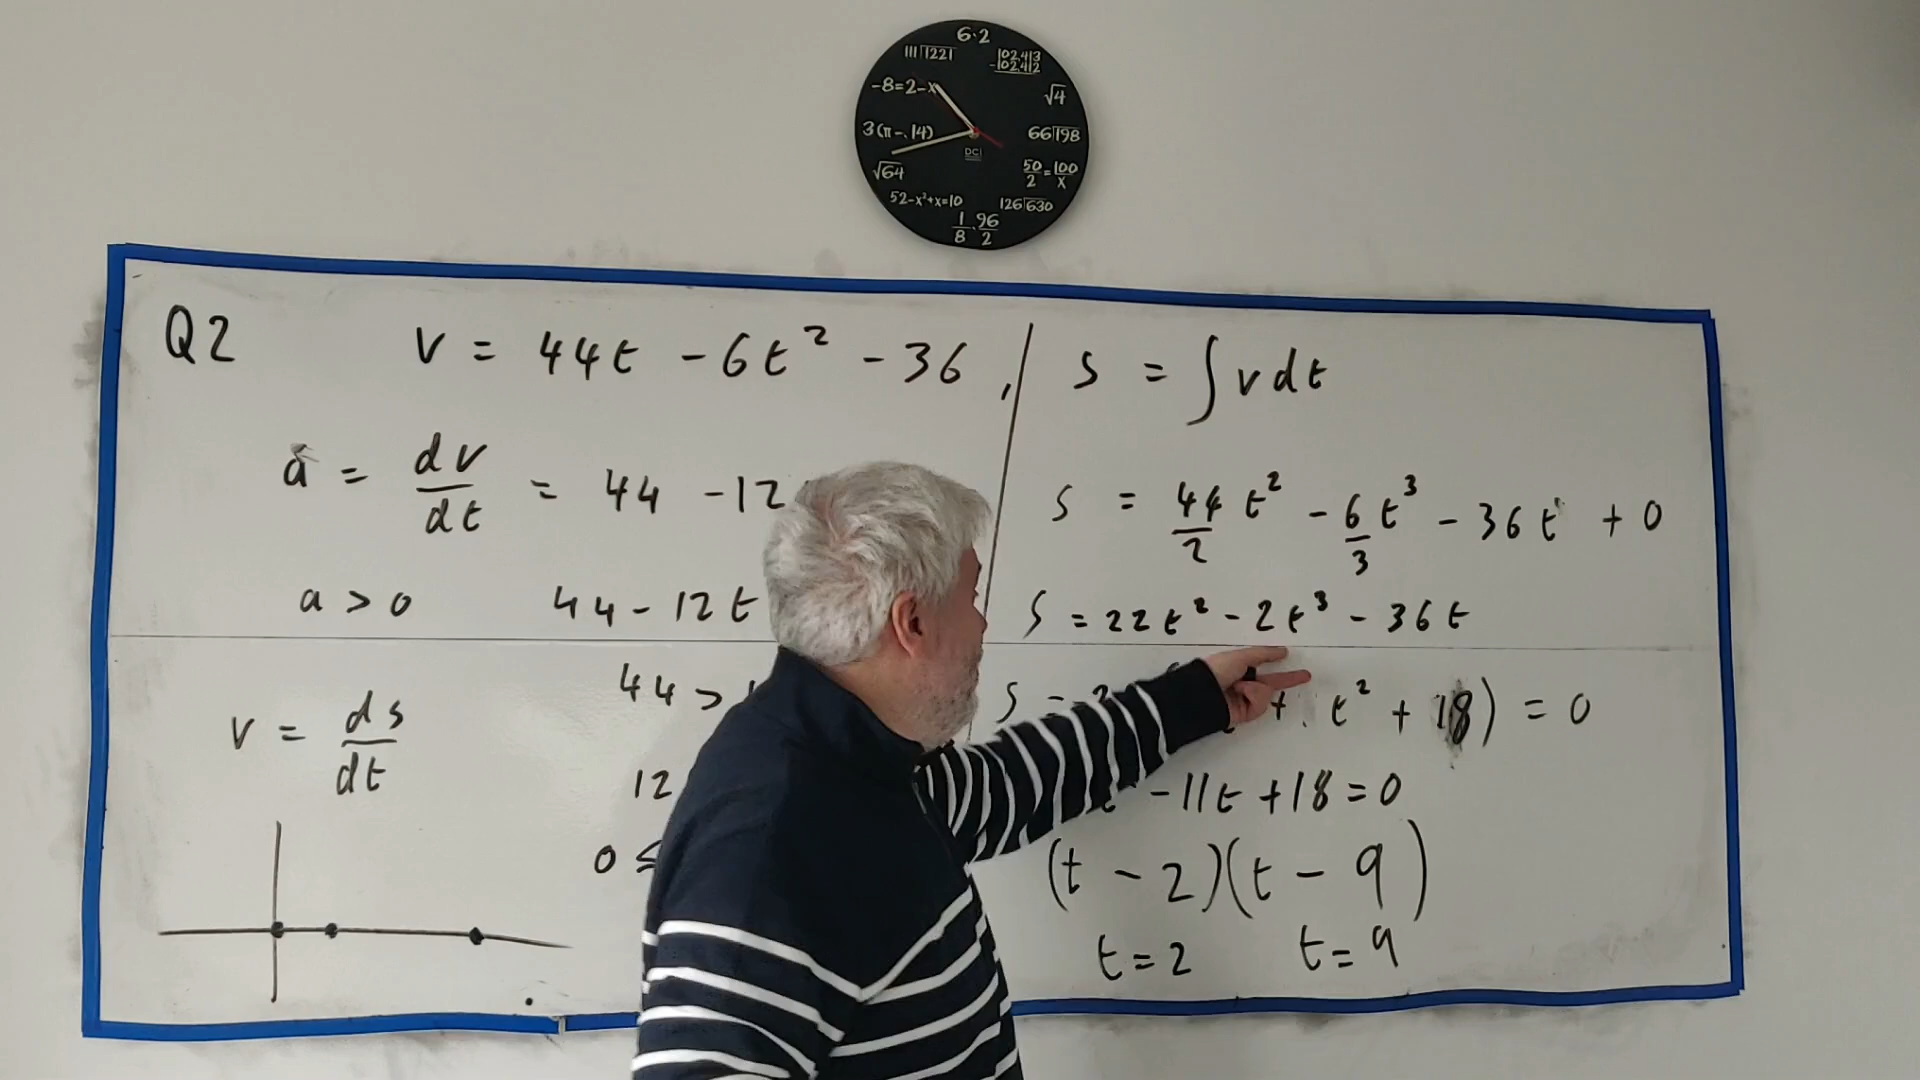 6·2
111⟌1221
102,413
-102,412
-8=2-x
√4
3(π-.14)
66⟌198
DCI
√64
50/2=100/x
52-x²+x=10
126⟌630
1/8·96/2
Q2
v = 44t - 6t² - 36,
a = dv/dt = 44 - 12
a > 0
44 - 12t
44 >
v = ds/dt
12
0 ≤
s = ∫ v dt
s = 44/2 t² - 6/3 t³ - 36t + 0
s = 22t² - 2t³ - 36t
s = t² + 18) = 0
- 11t + 18 = 0
(t - 2)(t - 9)
t = 2 t = 9